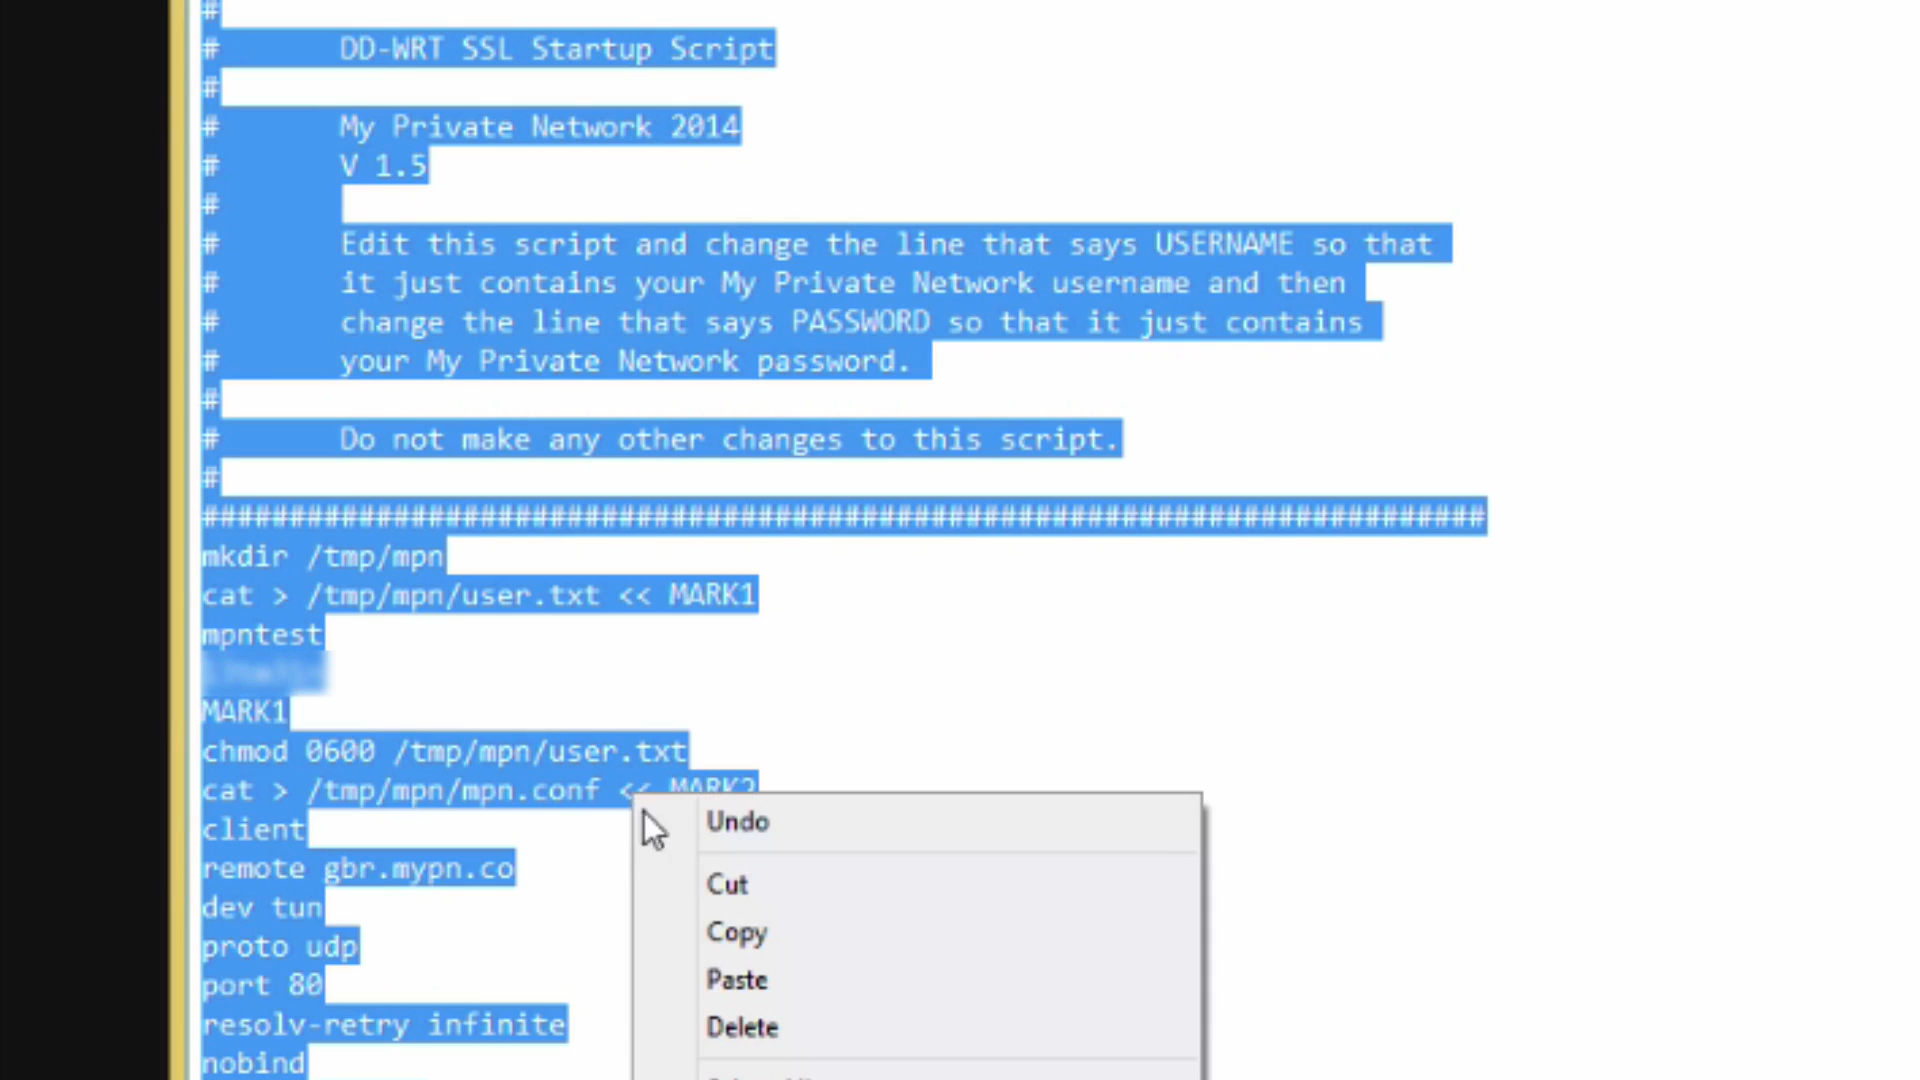 #
# DD-WRT SSL Startup Script
#
# My Private Network 2014
# V 1.5
#
# Edit this script and change the line that says USERNAME so that
# it just contains your My Private Network username and then
# change the line that says PASSWORD so that it just contains
# your My Private Network password.
#
# Do not make any other changes to this script.
#
##########################################################################
mkdir /tmp/mpn
cat > /tmp/mpn/user.txt << MARK1
mpntest
MARK1
chmod 0600 /tmp/mpn/user.txt
cat > /tmp/mpn/mpn.conf << MARK2
client
remote gbr.mypn.co
dev tun
proto udp
port 80
resolv-retry infinite
nobind
Undo
Cut
Copy
Paste
Delete